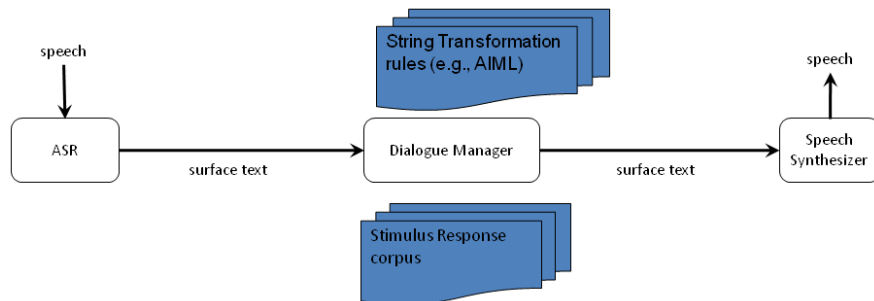 String Transformation
rules (e.g., AIML)
speech
speech
ASR
Dialogue Manager
Speech
Synthesizer
surface text
surface text
Stimulus Response
corpus